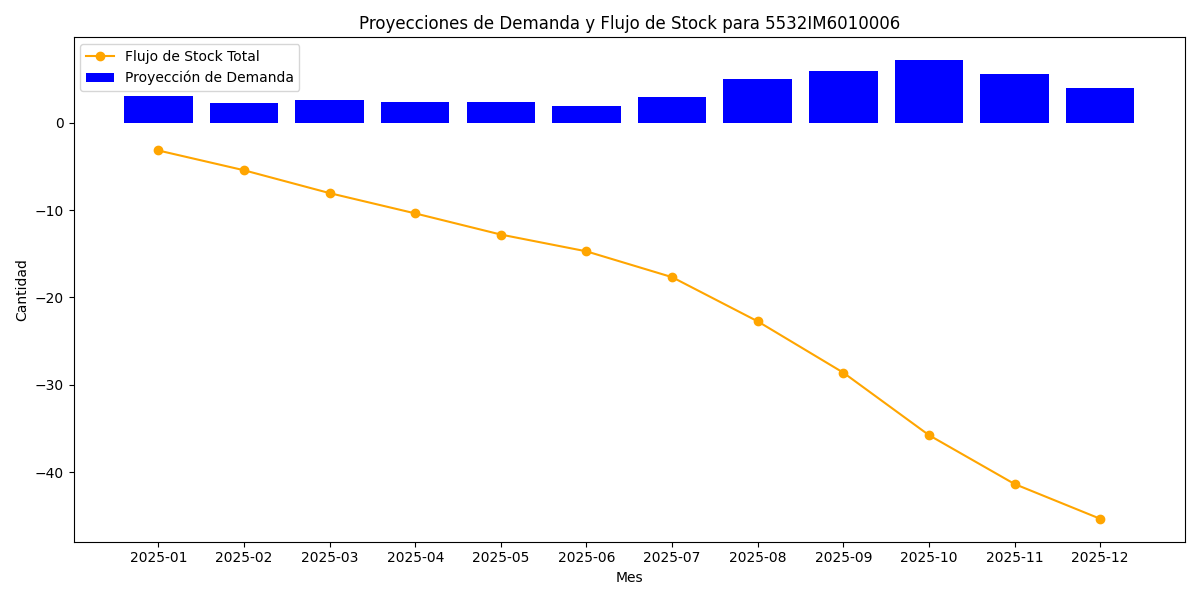 Proyecciones de Demanda y Flujo de Stock para 5532IM6010006
Flujo de Stock Total
Proyección de Demanda
Cantidad
0
−10
−20
−30
−40
2025-01 2025-02 2025-03 2025-04 2025-05 2025-06 2025-07 2025-08 2025-09 2025-10 2025-11 2025-12
Mes